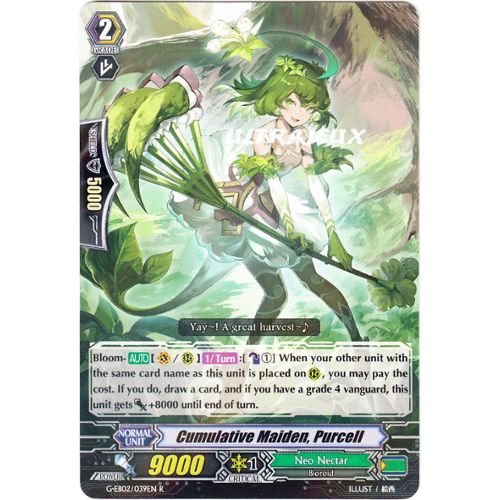 2
GRADE
ULTRAJEUX
SHIELD
5000
Yay~! A great harvest~♪
Bloom-AUTO[ / ] 1/Turn :[ ①] When your other unit with
the same card name as this unit is placed on , you may pay the
cost. If you do, draw a card, and if you have a grade 4 vanguard, this
unit gets +8000 until end of turn.
NORMAL UNIT
Cumulative Maiden, Purcell
POWER
9000
1
CRITICAL
Neo Nectar
Bioroid
G-EB02/039EN R
ILLUST / 絵西